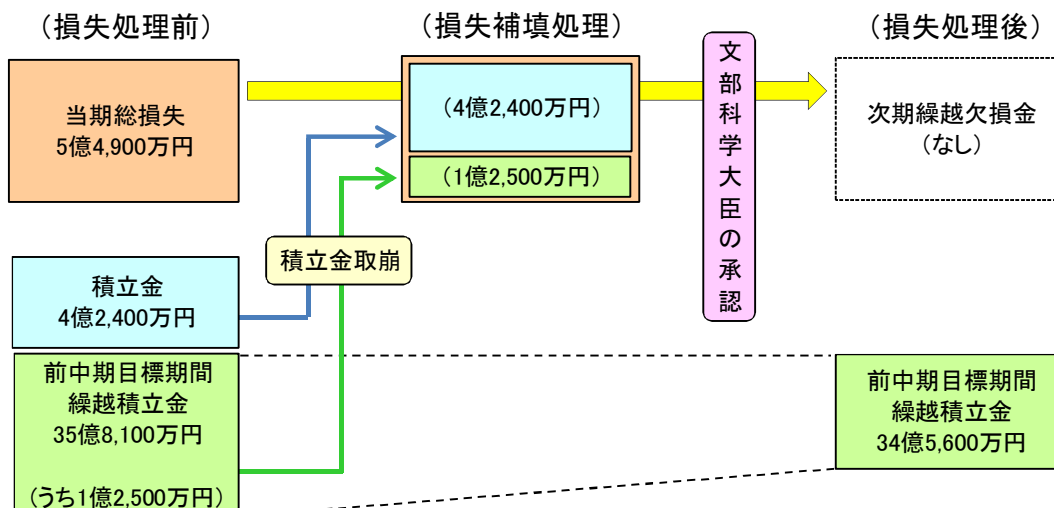 (損失処理前)
(損失補填処理)
(損失処理後)
当期総損失
5億4,900万円
(4億2,400万円)
(1億2,500万円)
文部科学大臣の承認
次期繰越欠損金
(なし)
積立金取崩
積立金
4億2,400万円
前中期目標期間
繰越積立金
35億8,100万円
(うち1億2,500万円)
前中期目標期間
繰越積立金
34億5,600万円